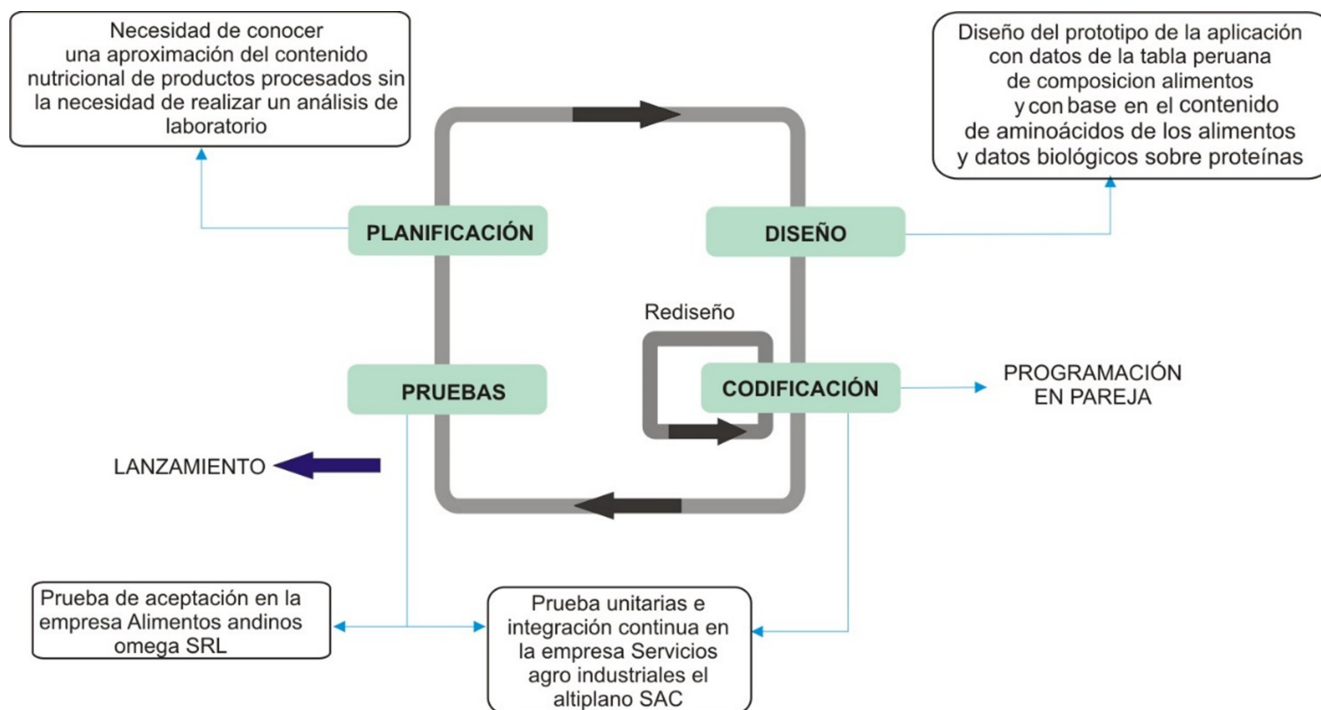 Necesidad de conocer
una aproximación del contenido
nutricional de productos procesados sin
la necesidad de realizar un análisis de
laboratorio
Diseño del prototipo de la aplicación
con datos de la tabla peruana
de composicion alimentos
y con base en el contenido
de aminoácidos de los alimentos
y datos biológicos sobre proteínas
PLANIFICACIÓN
DISEÑO
Rediseño
PRUEBAS
CODIFICACIÓN
PROGRAMACIÓN
EN PAREJA
LANZAMIENTO
Prueba de aceptación en la
empresa Alimentos andinos
omega SRL
Prueba unitarias e
integración continua en
la empresa Servicios
agro industriales el
altiplano SAC